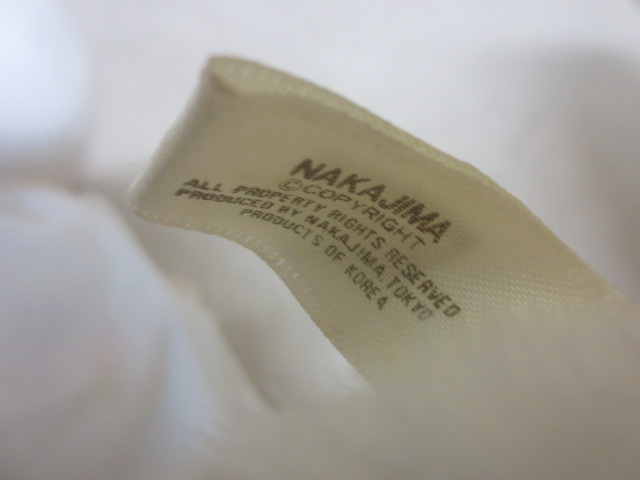 NAKAJIMA
©COPYRIGHT
ALL PROPERTY RIGHTS RESERVED
PRODUCED BY NAKAJIMA, TOKYO
PRODUCTS OF KOREA